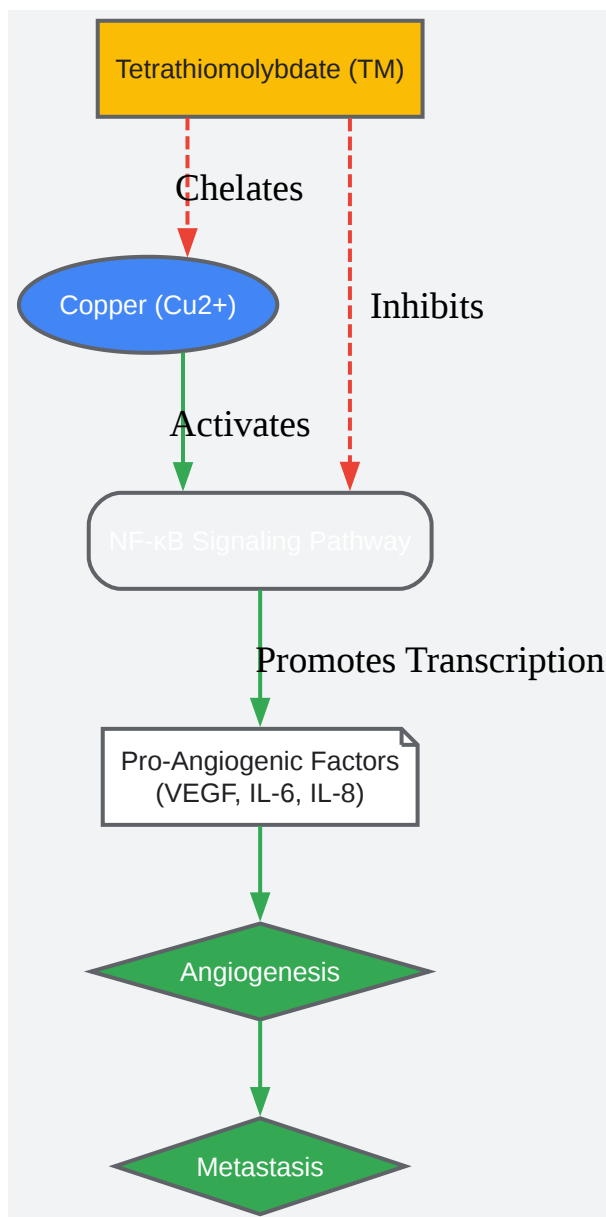 Tetrathiomolybdate (TM)
Chelates
Copper (Cu2+)
Inhibits
Activates
NF-κB Signaling Pathway
Promotes Transcription
Pro-Angiogenic Factors
(VEGF, IL-6, IL-8)
Angiogenesis
Metastasis